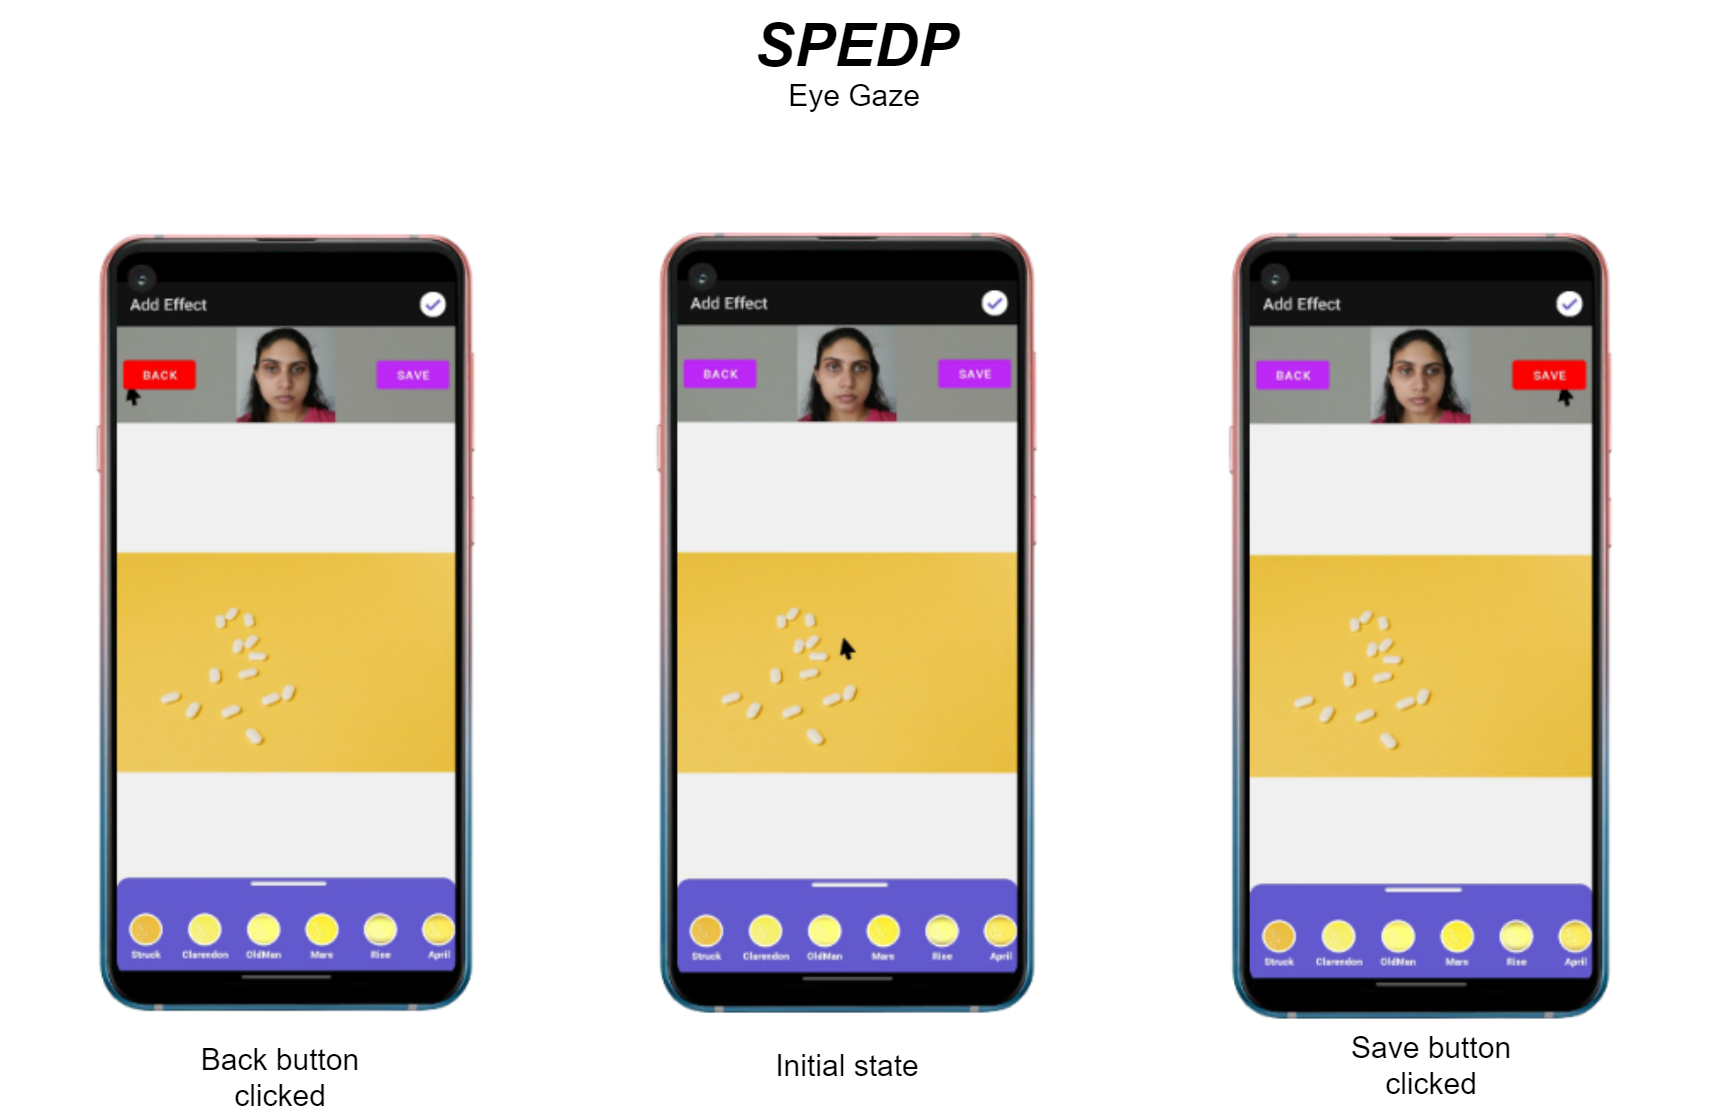 SPEDP
Eye Gaze
Add Effect
BACK
SAVE
Struck
Clarendon
OldMan
Mars
Rise
April
Back button
clicked
Add Effect
BACK
SAVE
Struck
Clarendon
OldMan
Mars
Rise
April
Initial state
Add Effect
BACK
SAVE
Struck
Clarendon
OldMan
Mars
Rise
April
Save button
clicked